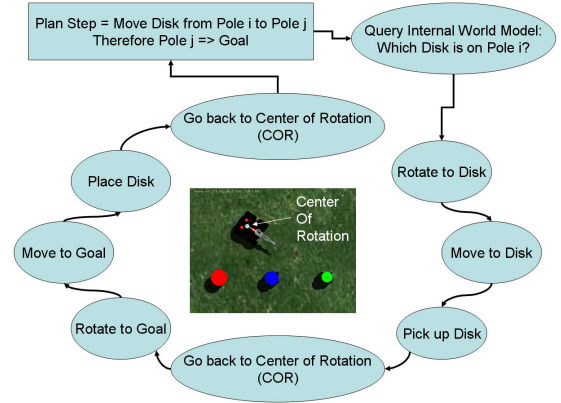 Plan Step = Move Disk from Pole i to Pole j
Therefore Pole j => Goal
Query Internal World Model:
Which Disk is on Pole i?
Rotate to Disk
Move to Disk
Pick up Disk
Go back to Center of Rotation
(COR)
Rotate to Goal
Move to Goal
Place Disk
Go back to Center of Rotation
(COR)
Center
Of
Rotation